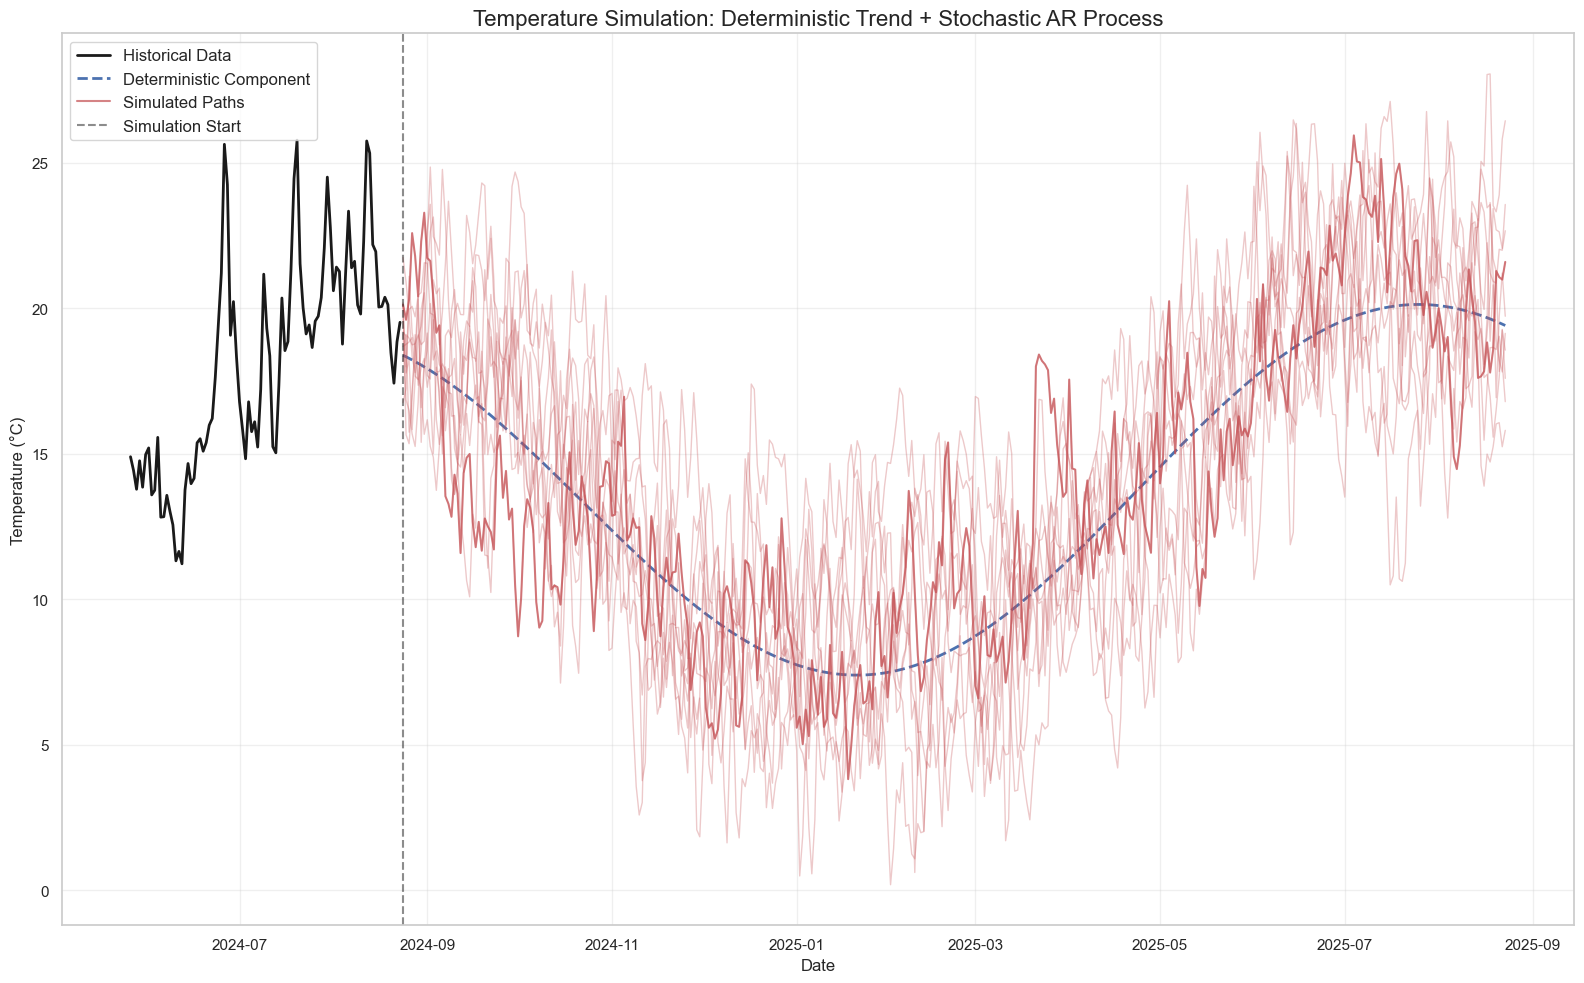 Temperature Simulation: Deterministic Trend + Stochastic AR Process
Historical Data
Deterministic Component
Simulated Paths
Simulation Start
Temperature (°C)
25
20
15
10
5
0
2024-07
2024-09
2024-11
2025-01
2025-03
2025-05
2025-07
2025-09
Date